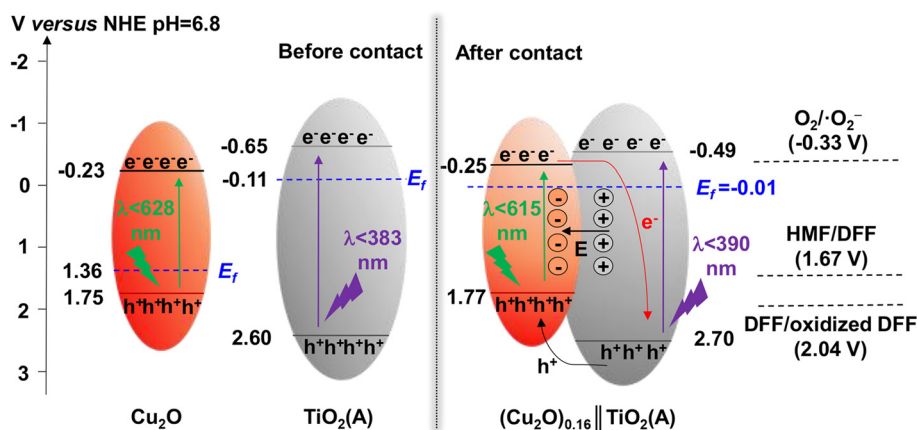 V versus NHE pH=6.8
Before contact
After contact
-2
-1
0
1
2
3
-0.23
e⁻e⁻e⁻e⁻
λ<628
nm
1.36
E_f
1.75
h⁺h⁺h⁺h⁺
Cu₂O
-0.65
e⁻e⁻e⁻e⁻
-0.11
E_f
λ<383
nm
2.60
h⁺h⁺h⁺h⁺
TiO₂(A)
-0.25
e⁻e⁻e⁻
e⁻ e⁻ e⁻ e⁻
-0.49
E_f =-0.01
λ<615
nm
-
-
-
-
E
+
+
+
+
e⁻
λ<390
nm
1.77
h⁺h⁺h⁺h⁺
h⁺
h⁺h⁺ h⁺
2.70
(Cu₂O)₀.₁₆ || TiO₂(A)
O₂/·O₂⁻
(-0.33 V)
HMF/DFF
(1.67 V)
DFF/oxidized DFF
(2.04 V)